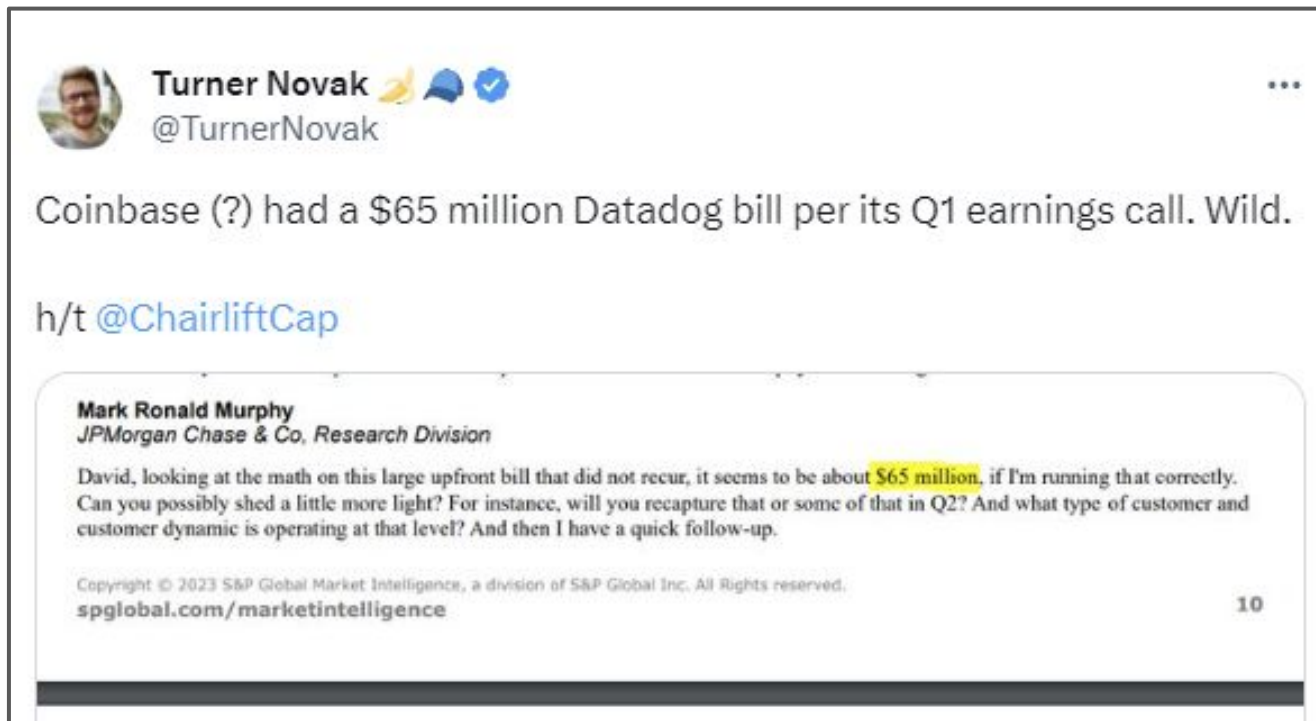 Turner Novak
@TurnerNovak
Coinbase (?) had a $65 million Datadog bill per its Q1 earnings call. Wild.
h/t @ChairliftCap
Mark Ronald Murphy
JPMorgan Chase & Co, Research Division
David, looking at the math on this large upfront bill that did not recur, it seems to be about $65 million, if I'm running that correctly.
Can you possibly shed a little more light? For instance, will you recapture that or some of that in Q2? And what type of customer and
customer dynamic is operating at that level? And then I have a quick follow-up.
Copyright © 2023 S&P Global Market Intelligence, a division of S&P Global Inc. All Rights reserved.
spglobal.com/marketintelligence
10